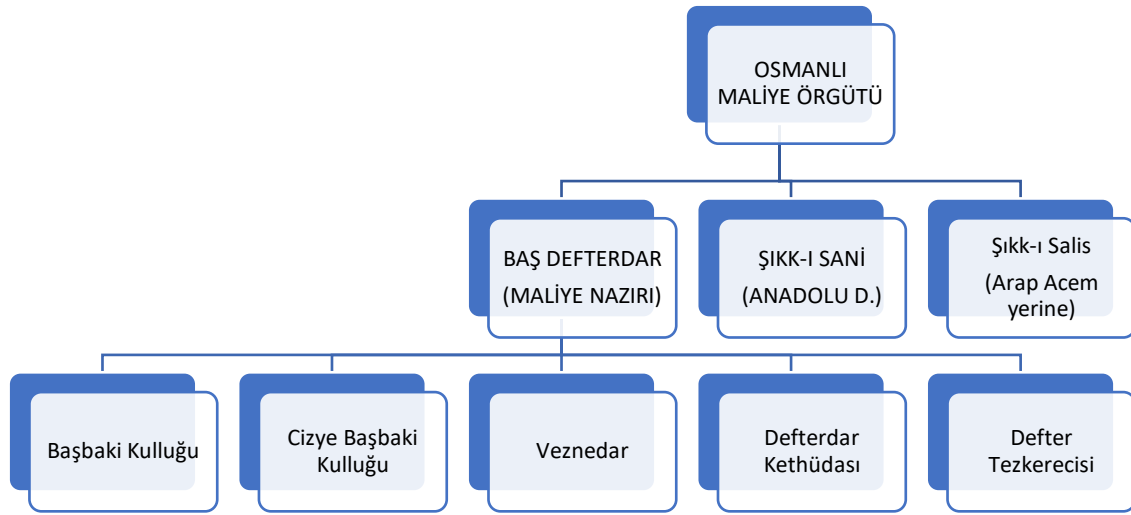 OSMANLI
MALİYE ÖRGÜTÜ
BAŞ DEFTERDAR
(MALİYE NAZIRI)
ŞIKK-I SANİ
(ANADOLU D.)
Şıkk-ı Salis
(Arap Acem
yerine)
Başbaki Kulluğu
Cizye Başbaki
Kulluğu
Veznedar
Defterdar
Kethüdası
Defter
Tezkerecisi